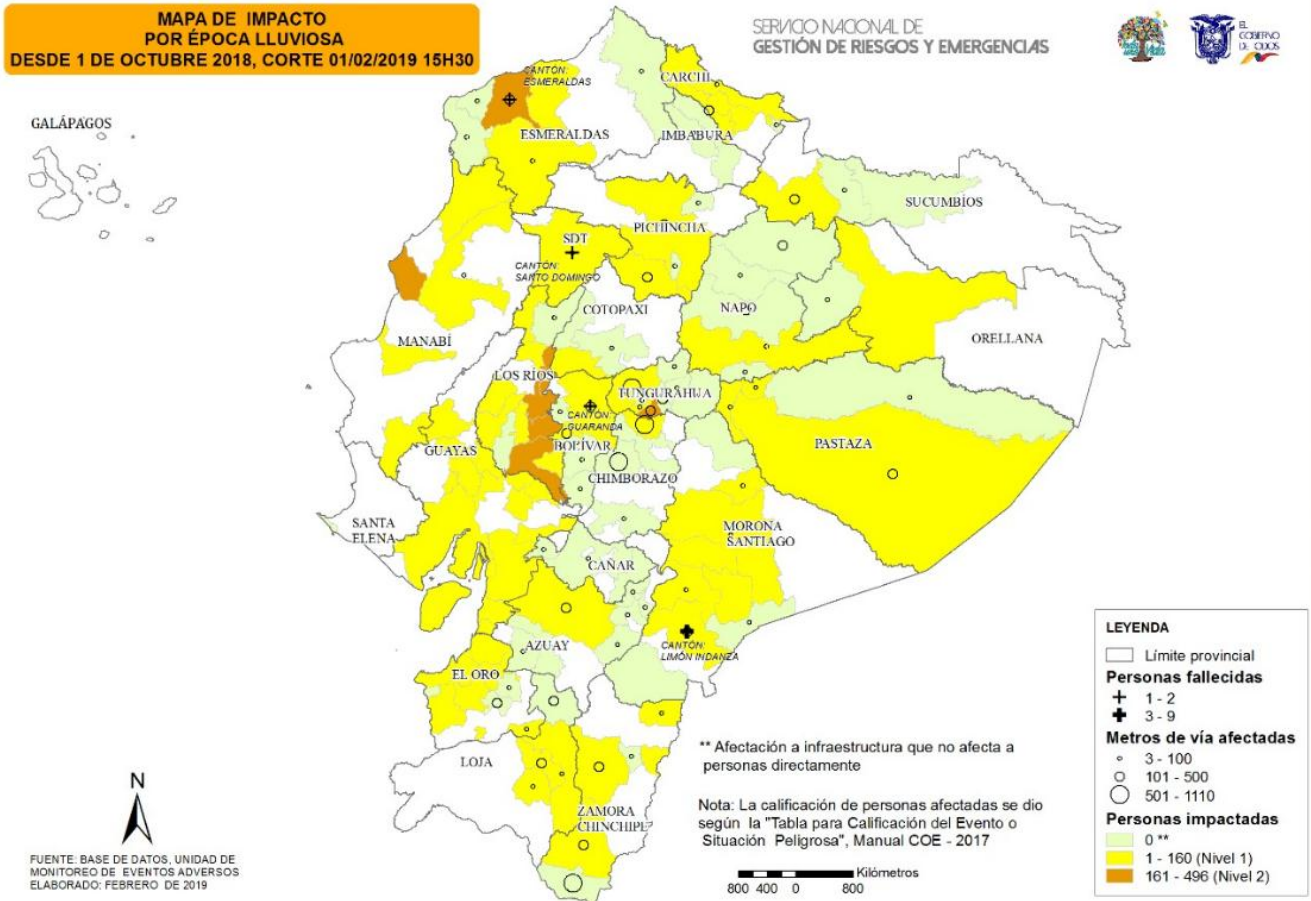 MAPA DE IMPACTO
POR ÉPOCA LLUVIOSA
DESDE 1 DE OCTUBRE 2018, CORTE 01/02/2019 15H30
SERVICIO NACIONAL DE
GESTIÓN DE RIESGOS Y EMERGENCIAS
EL
GOBIERNO
DE TODOS
GALÁPAGOS
CANTÓN:
ESMERALDAS
CARCHI
ESMERALDAS
IMBABURA
SUCUMBÍOS
PICHINCHA
SDT
CANTÓN:
SANTO DOMINGO
COTOPAXI
NAPO
ORELLANA
MANABÍ
LOS RÍOS
TUNGURAHUA
CANTÓN:
GUARANDA
PASTAZA
BOLÍVAR
GUAYAS
CHIMBORAZO
SANTA
ELENA
MORONA
SANTIAGO
CAÑAR
AZUAY
CANTÓN:
LIMÓN INDANZA
EL ORO
LOJA
ZAMORA
CHINCHIPE
N
FUENTE: BASE DE DATOS, UNIDAD DE
MONITOREO DE EVENTOS ADVERSOS
ELABORADO: FEBRERO DE 2019
** Afectación a infraestructura que no afecta a
personas directamente
Nota: La calificación de personas afectadas se dio
según la "Tabla para Calificación del Evento o
Situación Peligrosa", Manual COE - 2017
Kilómetros
800 400 0 800
LEYENDA
Límite provincial
Personas fallecidas
1 - 2
3 - 9
Metros de vía afectadas
3 - 100
101 - 500
501 - 1110
Personas impactadas
0 **
1 - 160 (Nivel 1)
161 - 496 (Nivel 2)